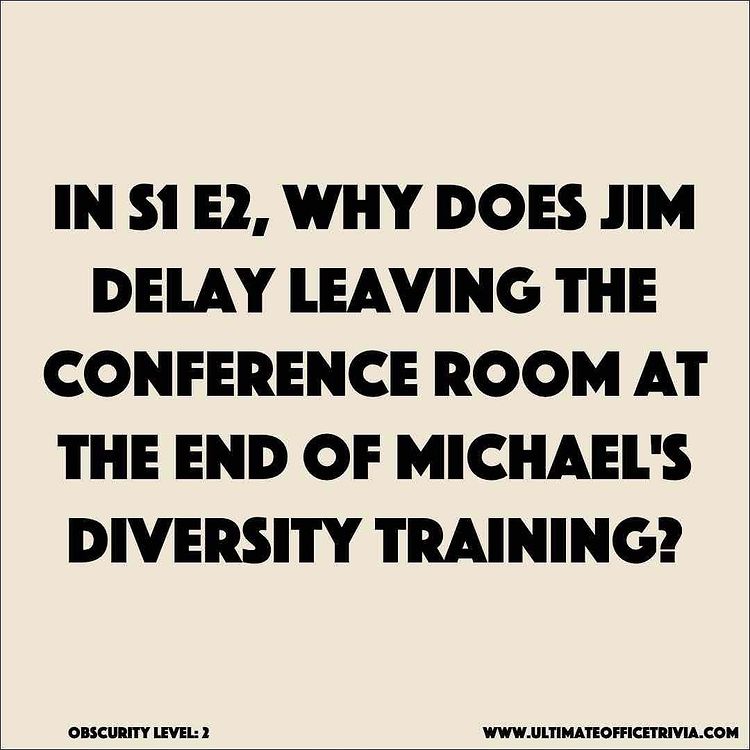 IN S1 E2, WHY DOES JIM
DELAY LEAVING THE
CONFERENCE ROOM AT
THE END OF MICHAEL'S
DIVERSITY TRAINING?
OBSCURITY LEVEL: 2
WWW.ULTIMATEOFFICETRIVIA.COM